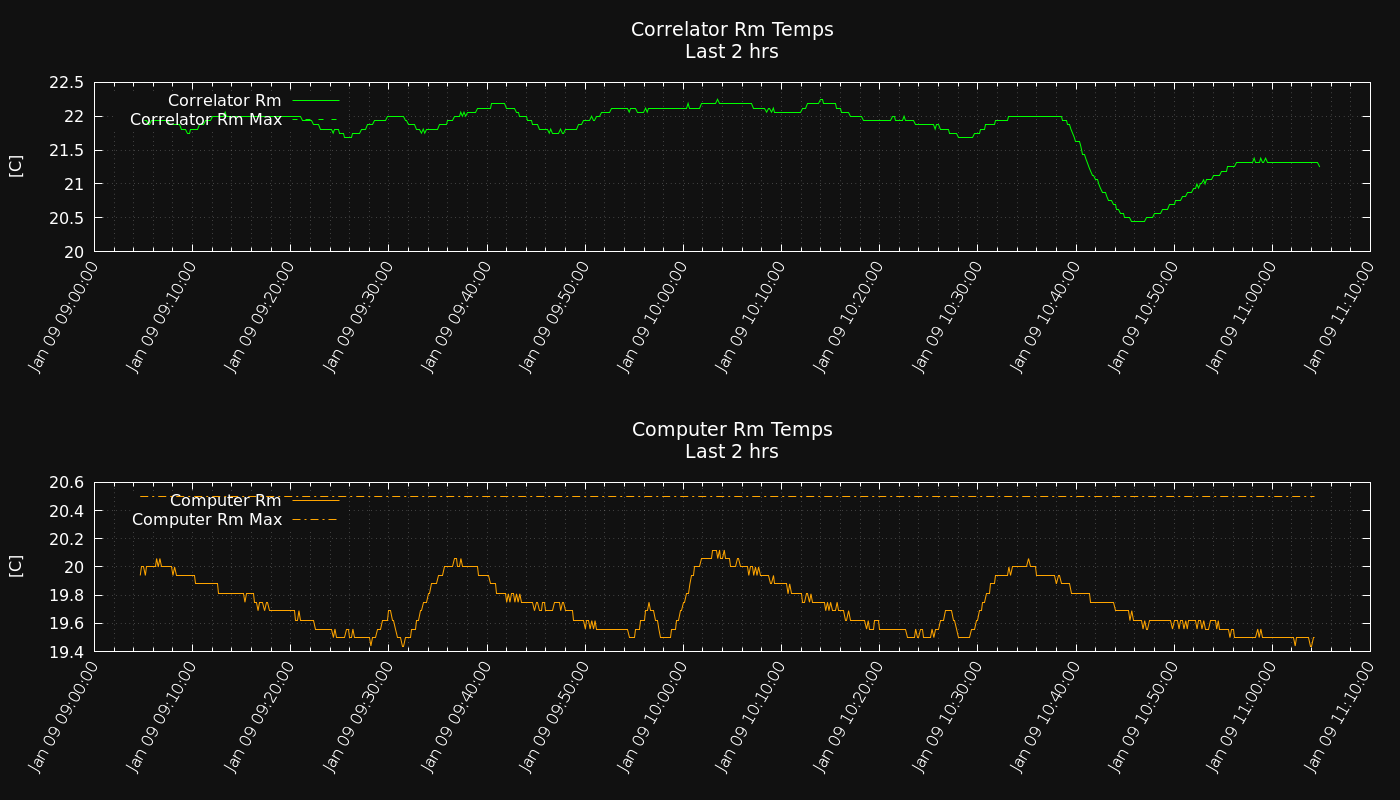 Correlator Rm Temps
Last 2 hrs
22.5
22
21.5
21
20.5
20
[C]
Correlator Rm
Correlator Rm Max
Jan 09 09:00:00
Jan 09 09:10:00
Jan 09 09:20:00
Jan 09 09:30:00
Jan 09 09:40:00
Jan 09 09:50:00
Jan 09 10:00:00
Jan 09 10:10:00
Jan 09 10:20:00
Jan 09 10:30:00
Jan 09 10:40:00
Jan 09 10:50:00
Jan 09 11:00:00
Jan 09 11:10:00
Computer Rm Temps
Last 2 hrs
20.6
20.4
20.2
20
19.8
19.6
19.4
[C]
Computer Rm
Computer Rm Max
Jan 09 09:00:00
Jan 09 09:10:00
Jan 09 09:20:00
Jan 09 09:30:00
Jan 09 09:40:00
Jan 09 09:50:00
Jan 09 10:00:00
Jan 09 10:10:00
Jan 09 10:20:00
Jan 09 10:30:00
Jan 09 10:40:00
Jan 09 10:50:00
Jan 09 11:00:00
Jan 09 11:10:00